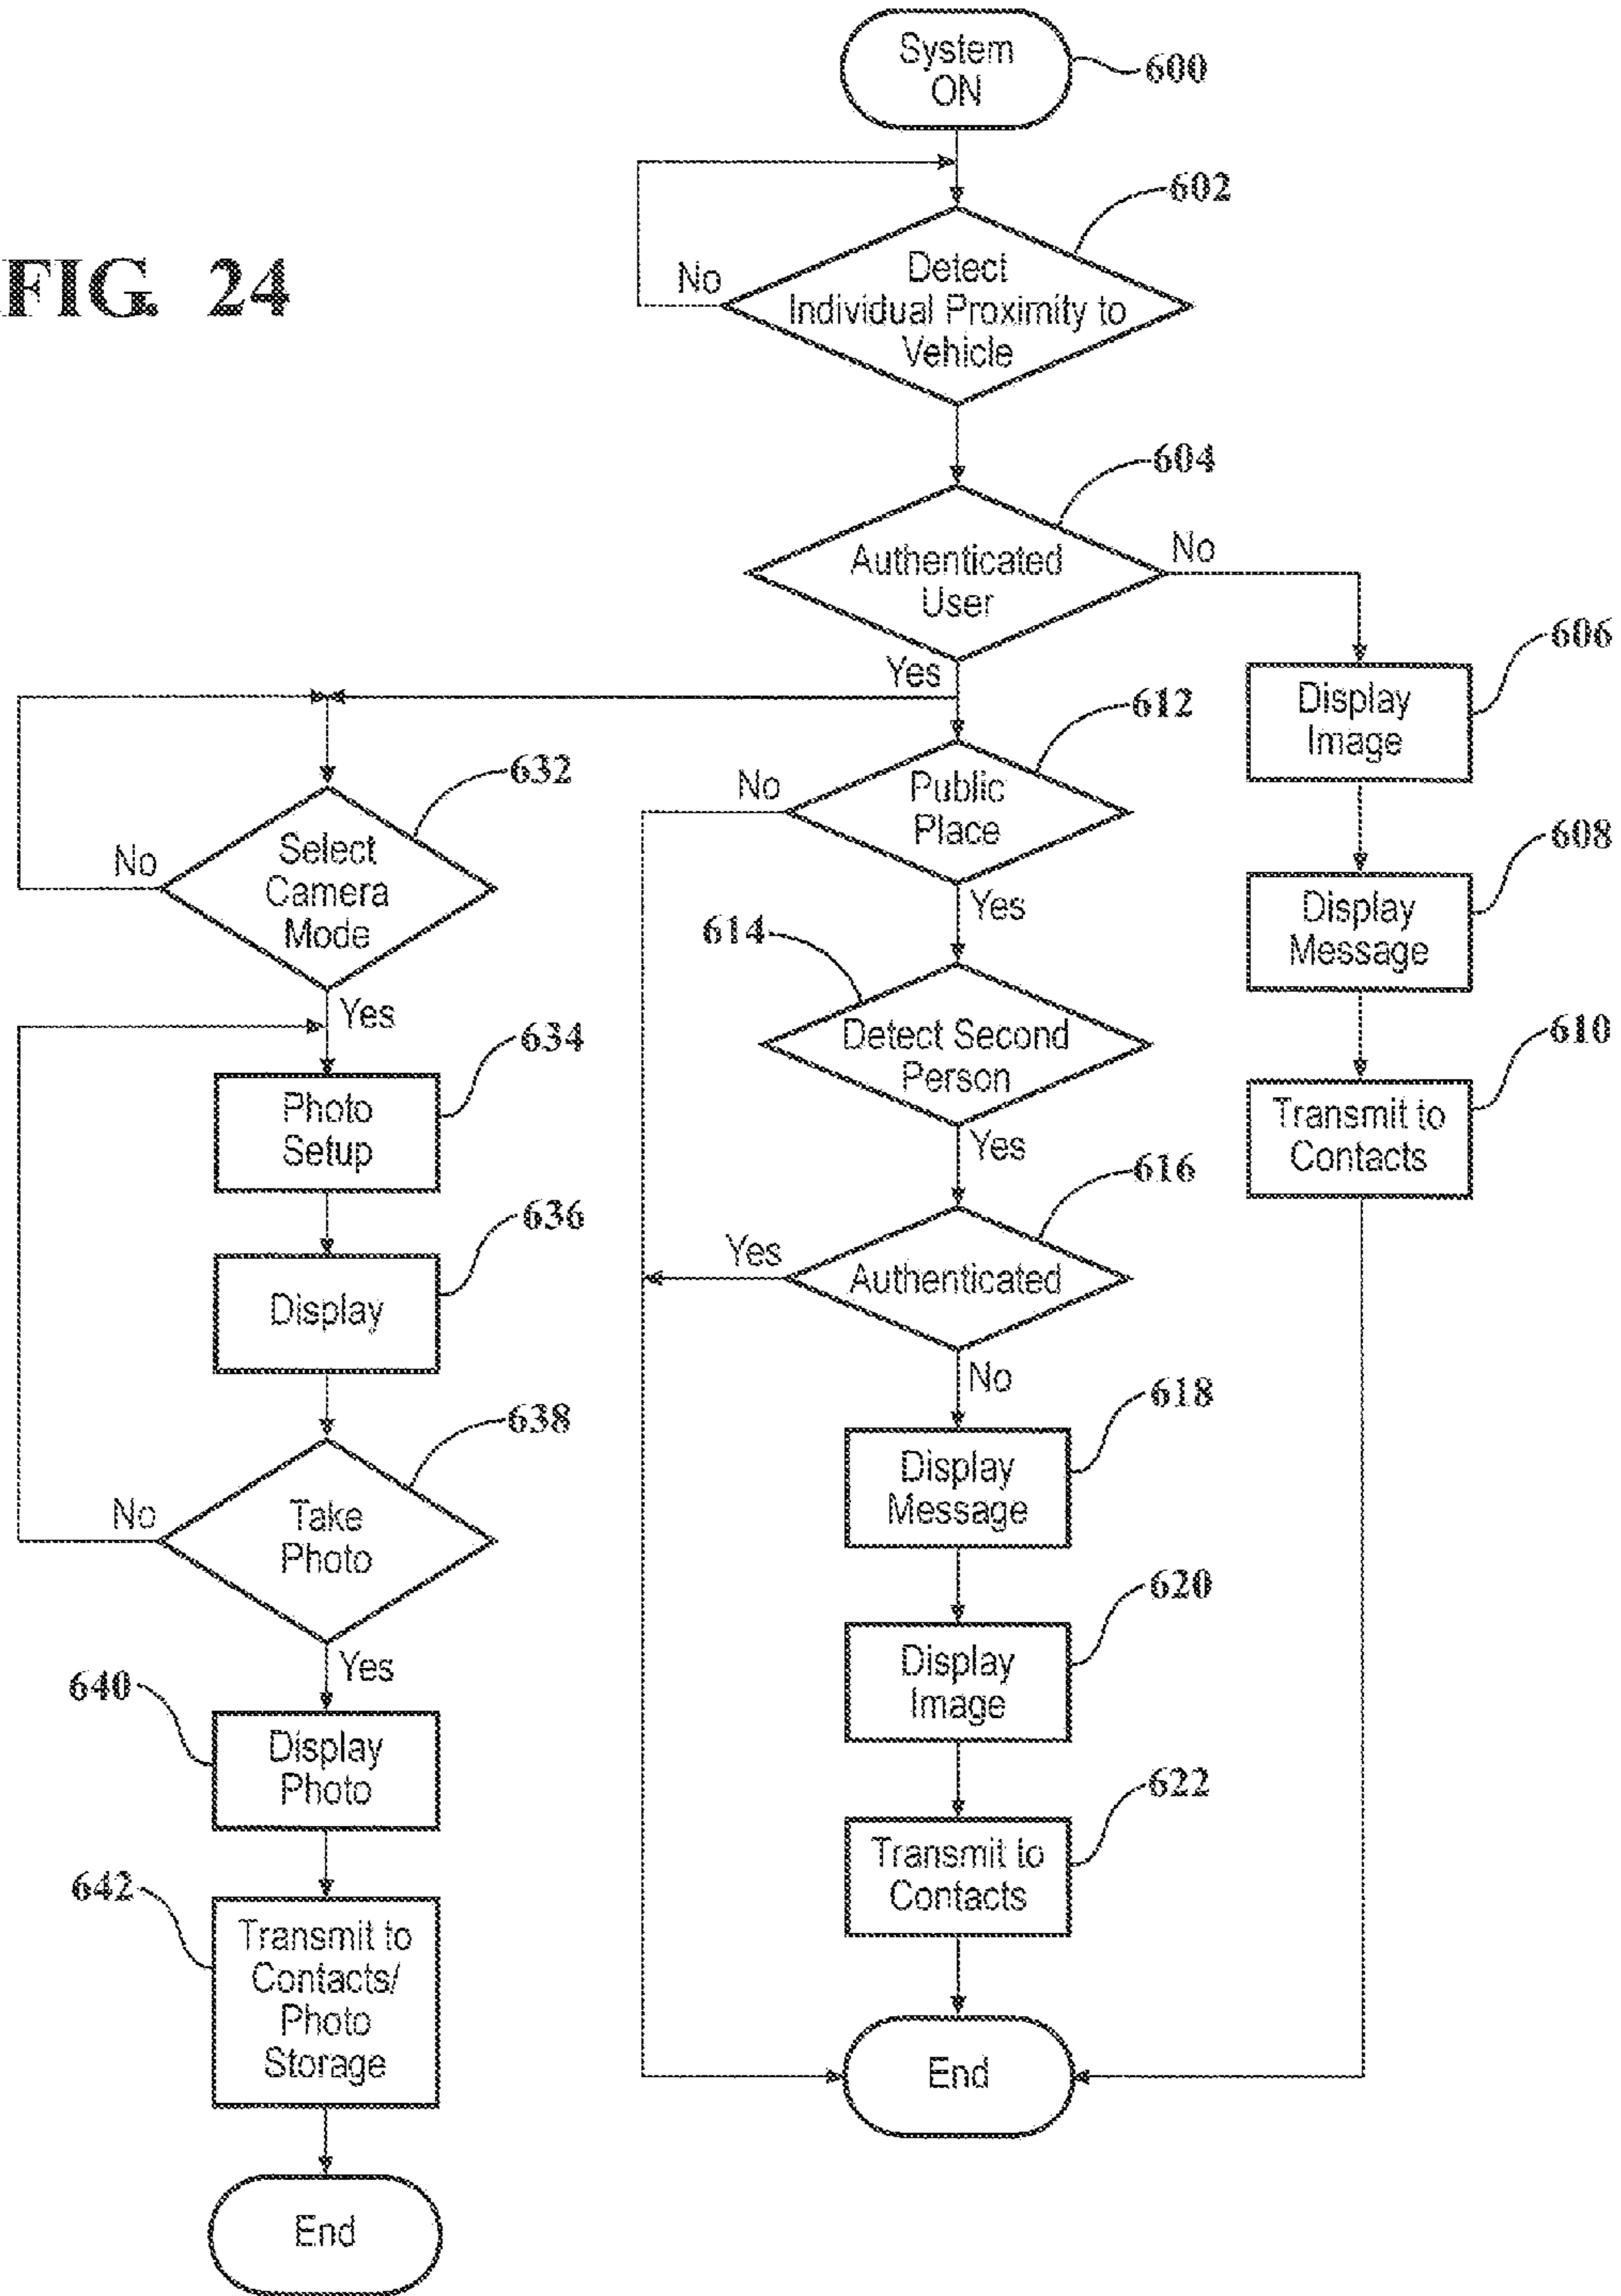 FIG. 24
System
ON
600
602
Detect
Individual Proximity to
Vehicle
No
604
Authenticated
User
No
Yes
606
Display
Image
612
Public
Place
No
Yes
632
Select
Camera
Mode
No
Yes
608
Display
Message
614
Detect Second
Person
Yes
610
Transmit to
Contacts
634
Photo
Setup
616
Authenticated
Yes
No
636
Display
618
Display
Message
638
Take
Photo
No
Yes
620
Display
Image
640
Display
Photo
622
Transmit to
Contacts
642
Transmit to
Contacts/
Photo
Storage
End
End